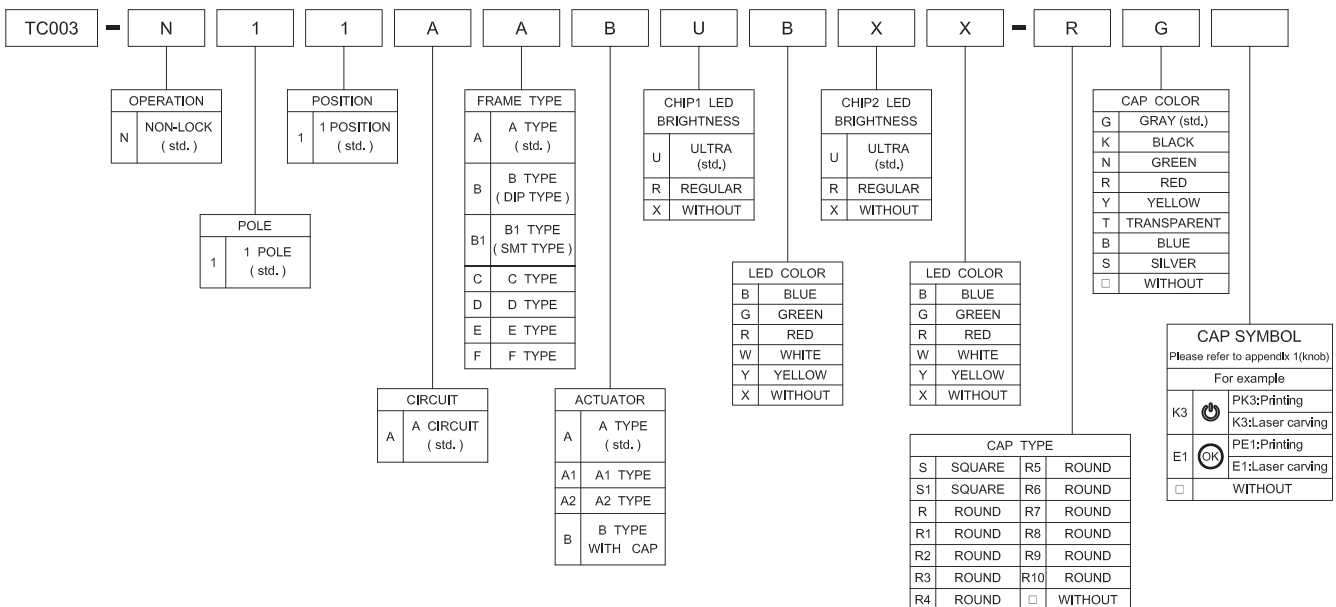 TC003 - N 1 1 A A B U B X X - R G
OPERATION
N NON-LOCK
( std. )
POLE
1 1 POLE
( std. )
POSITION
1 1 POSITION
( std. )
CIRCUIT
A A CIRCUIT
( std. )
FRAME TYPE
A A TYPE
( std. )
B B TYPE
( DIP TYPE )
B1 B1 TYPE
( SMT TYPE )
C C TYPE
D D TYPE
E E TYPE
F F TYPE
ACTUATOR
A A TYPE
( std. )
A1 A1 TYPE
A2 A2 TYPE
B B TYPE
WITH CAP
CHIP1 LED
BRIGHTNESS
U ULTRA
(std.)
R REGULAR
X WITHOUT
LED COLOR
B BLUE
G GREEN
R RED
W WHITE
Y YELLOW
X WITHOUT
CHIP2 LED
BRIGHTNESS
U ULTRA
(std.)
R REGULAR
X WITHOUT
LED COLOR
B BLUE
G GREEN
R RED
W WHITE
Y YELLOW
X WITHOUT
CAP TYPE
S SQUARE R5 ROUND
S1 SQUARE R6 ROUND
R ROUND R7 ROUND
R1 ROUND R8 ROUND
R2 ROUND R9 ROUND
R3 ROUND R10 ROUND
R4 ROUND □ WITHOUT
CAP COLOR
G GRAY (std.)
K BLACK
N GREEN
R RED
Y YELLOW
T TRANSPARENT
B BLUE
S SILVER
□ WITHOUT
CAP SYMBOL
Please refer to appendix 1(knob)
For example
K3 PK3:Printing
K3:Laser carving
E1 OK PE1:Printing
E1:Laser carving
□ WITHOUT